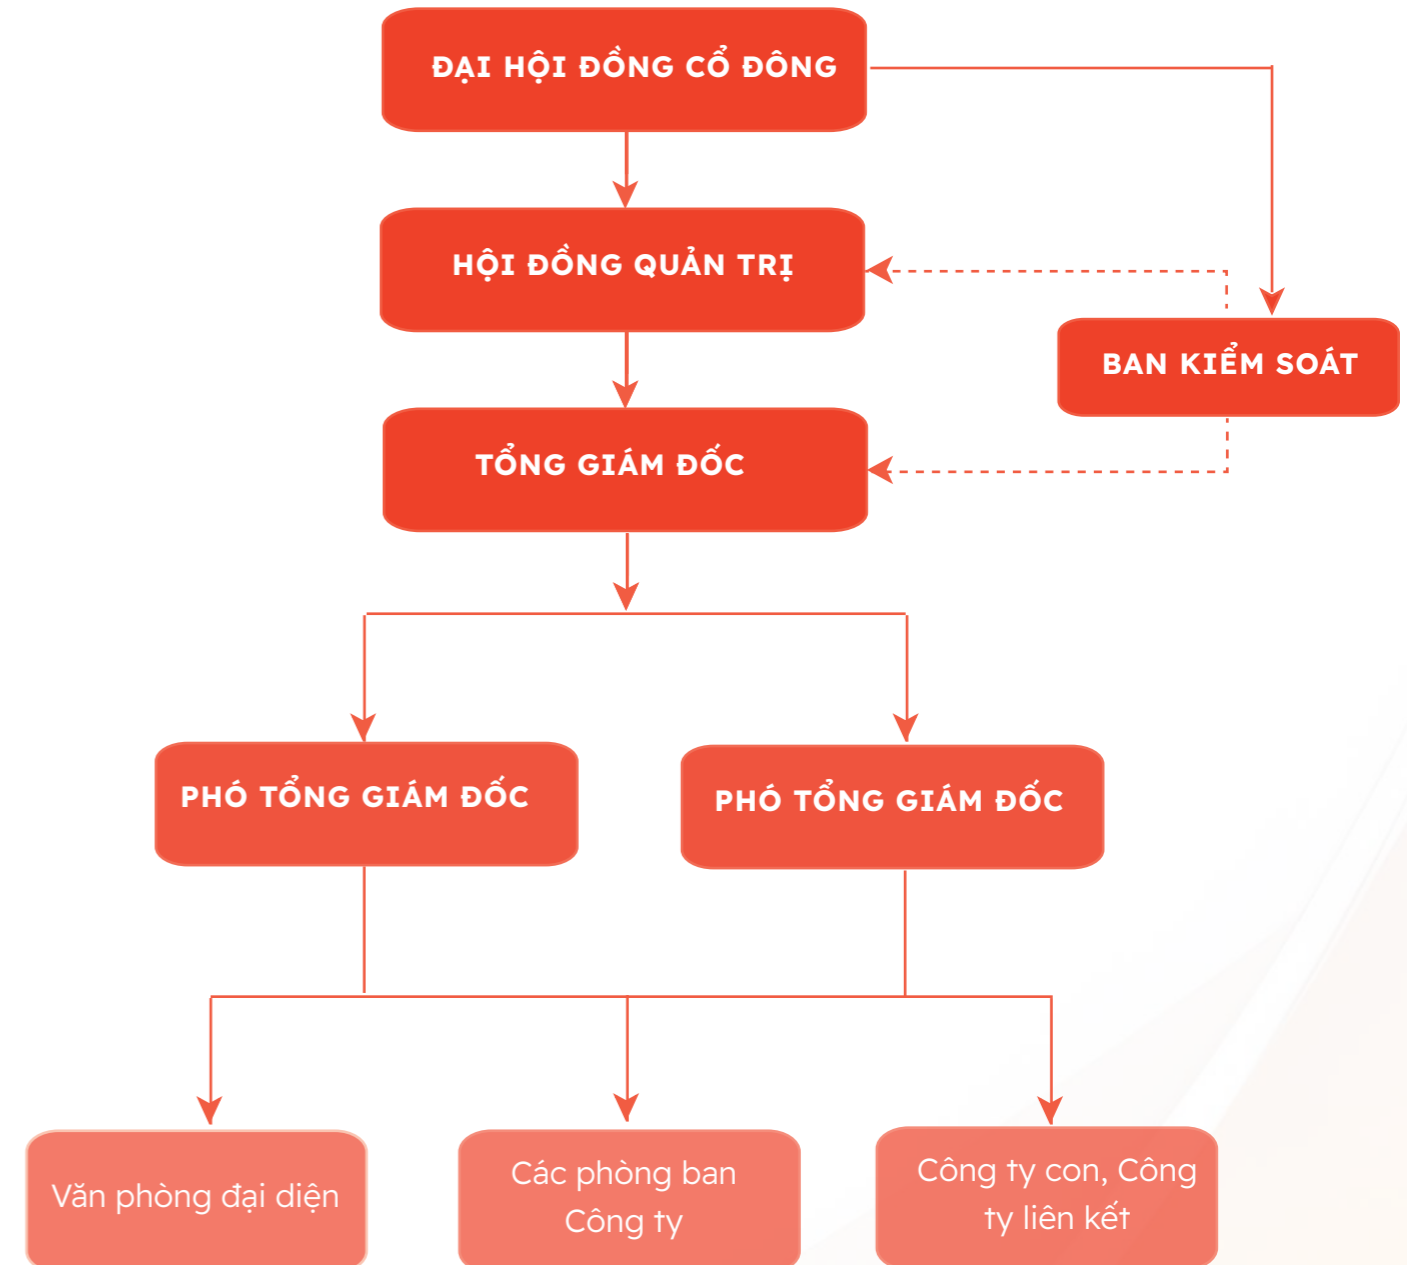 ĐẠI HỘI ĐỒNG CỔ ĐÔNG
HỘI ĐỒNG QUẢN TRỊ
BAN KIỂM SOÁT
TỔNG GIÁM ĐỐC
PHÓ TỔNG GIÁM ĐỐC
PHÓ TỔNG GIÁM ĐỐC
Văn phòng đại diện
Các phòng ban
Công ty
Công ty con, Công
ty liên kết